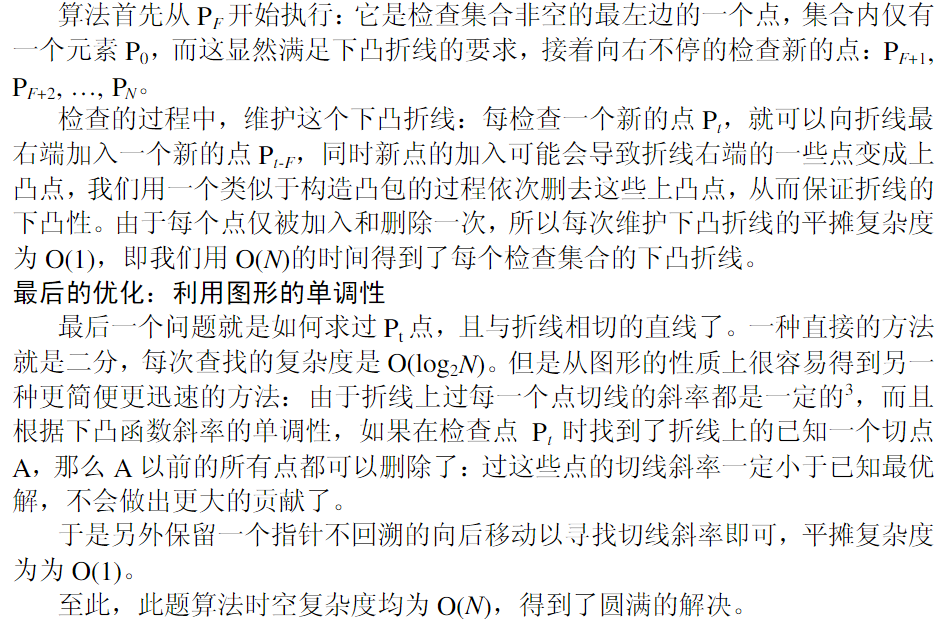 算法首先从 PF 开始执行：它是检查集合非空的最左边的一个点，集合内仅有
一个元素 P0，而这显然满足下凸折线的要求，接着向右不停的检查新的点：PF+1,
PF+2, …, PN。
检查的过程中，维护这个下凸折线：每检查一个新的点 Pt，就可以向折线最
右端加入一个新的点 Pt-F，同时新点的加入可能会导致折线右端的一些点变成上
凸点，我们用一个类似于构造凸包的过程依次删去这些上凸点，从而保证折线的
下凸性。由于每个点仅被加入和删除一次，所以每次维护下凸折线的平摊复杂度
为 O(1)，即我们用 O(N)的时间得到了每个检查集合的下凸折线。
最后的优化：利用图形的单调性
最后一个问题就是如何求过 Pt 点，且与折线相切的直线了。一种直接的方法
就是二分，每次查找的复杂度是 O(log2N)。但是从图形的性质上很容易得到另一
种更简便更迅速的方法：由于折线上过每一个点切线的斜率都是一定的3，而且
根据下凸函数斜率的单调性，如果在检查点 Pt 时找到了折线上的已知一个切点
A，那么 A 以前的所有点都可以删除了：过这些点的切线斜率一定小于已知最优
解，不会做出更大的贡献了。
于是另外保留一个指针不回溯的向后移动以寻找切线斜率即可，平摊复杂度
为为 O(1)。
至此，此题算法时空复杂度均为 O(N)，得到了圆满的解决。